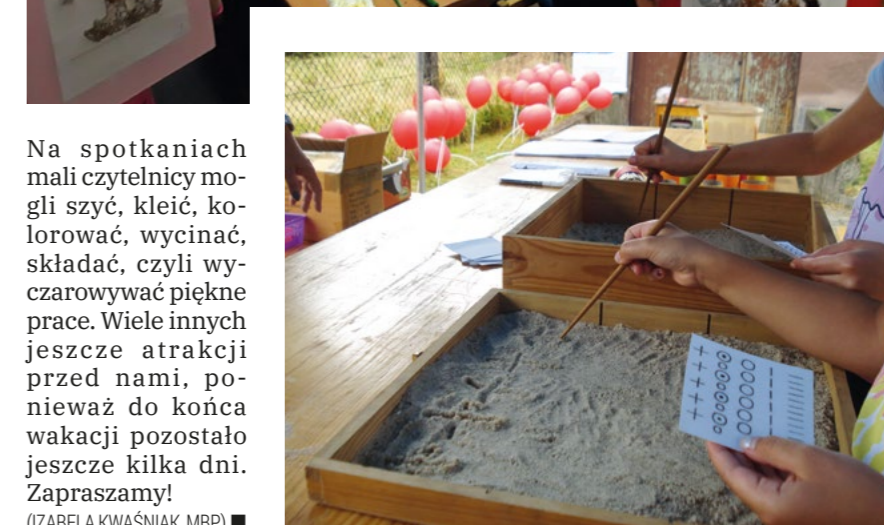 Na spotkaniach
mali czytelnicy mo-
gli szyć, kleić, ko-
lorować, wycinać,
składać, czyli wy-
czarowywać piękne
prace. Wiele innych
jeszcze atrakcji
przed nami, po-
nieważ do końca
wakacji pozostało
jeszcze kilka dni.
Zapraszamy!
(IZABELA KWAŚNIAK, MBP) ■